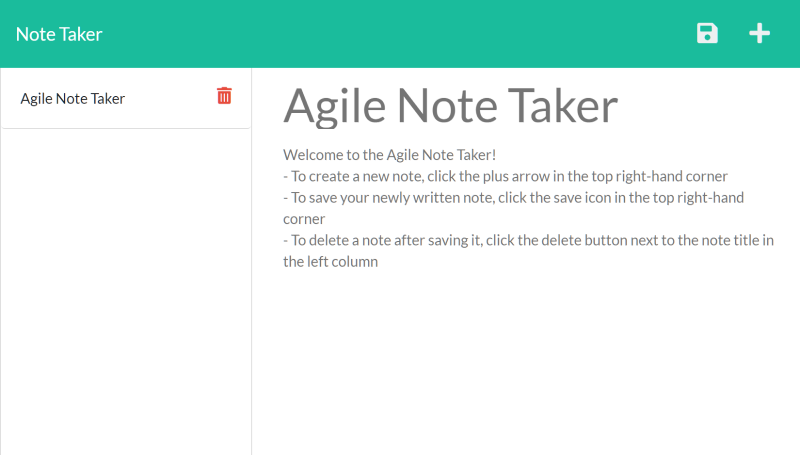 Note Taker
Agile Note Taker
Agile Note Taker
Welcome to the Agile Note Taker!
- To create a new note, click the plus arrow in the top right-hand corner
- To save your newly written note, click the save icon in the top right-hand
corner
- To delete a note after saving it, click the delete button next to the note title in
the left column